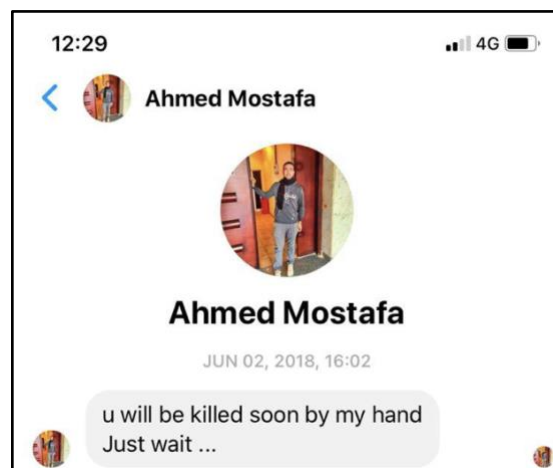 12:29
4G
Ahmed Mostafa
Ahmed Mostafa
JUN 02, 2018, 16:02
u will be killed soon by my hand
Just wait ...